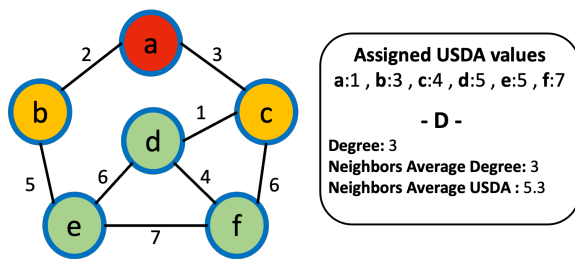 a
2
3
b
c
1
d
5
6
4
6
e
f
7
Assigned USDA values
a:1 , b:3 , c:4 , d:5 , e:5 , f:7
- D -
Degree: 3
Neighbors Average Degree: 3
Neighbors Average USDA : 5.3